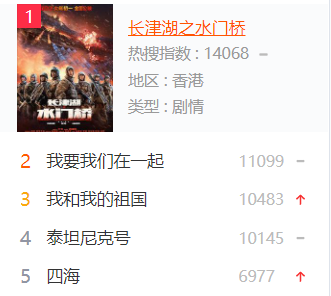 1
长津湖之水门桥
热搜指数 : 14068
地区 : 香港
类型 : 剧情
长津湖
水门桥
2 我要我们在一起 11099
3 我和我的祖国 10483
4 泰坦尼克号 10145
5 四海 6977